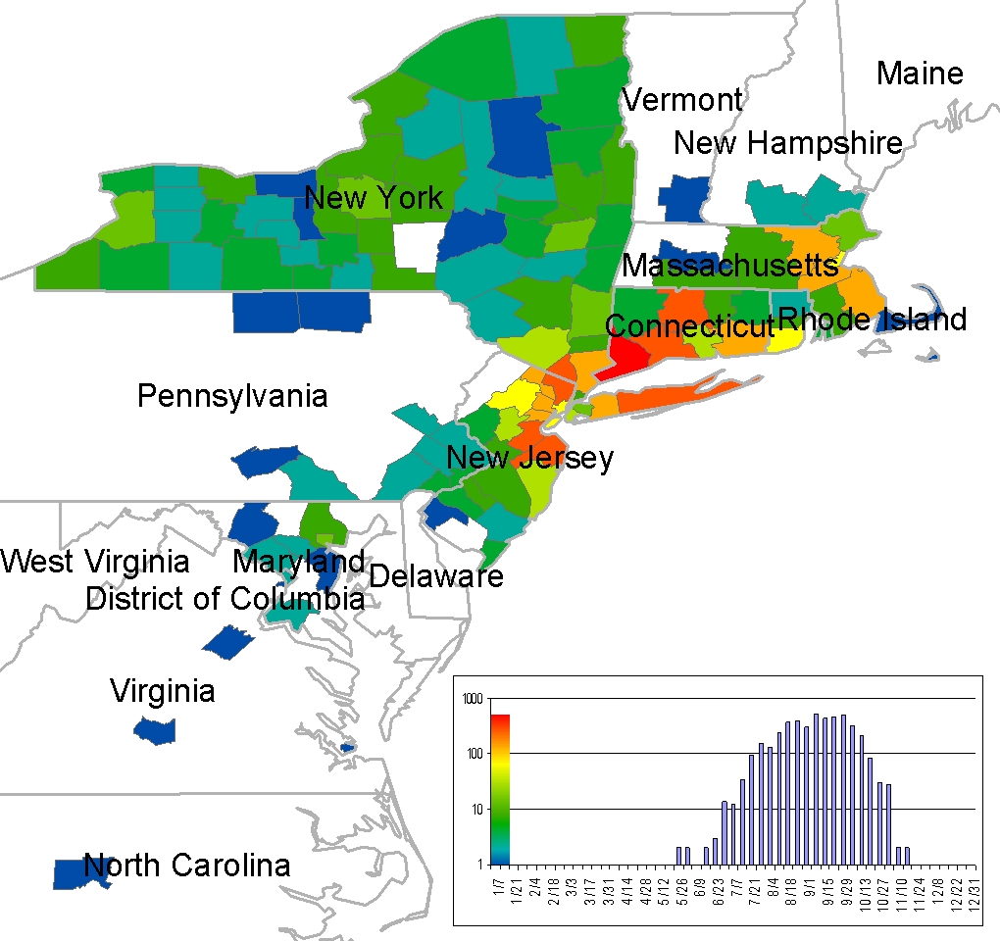 Maine
Vermont
New Hampshire
New York
Massachusetts
Connecticut
Rhode Island
Pennsylvania
New Jersey
West Virginia
Maryland
Delaware
District of Columbia
Virginia
North Carolina
1000
100
10
1
1/7
1/21
2/4
2/18
3/3
3/17
3/31
4/14
4/28
5/12
5/26
6/9
6/23
7/7
7/21
8/4
8/18
9/1
9/15
9/29
10/13
10/27
11/10
11/24
12/8
12/22
12/31